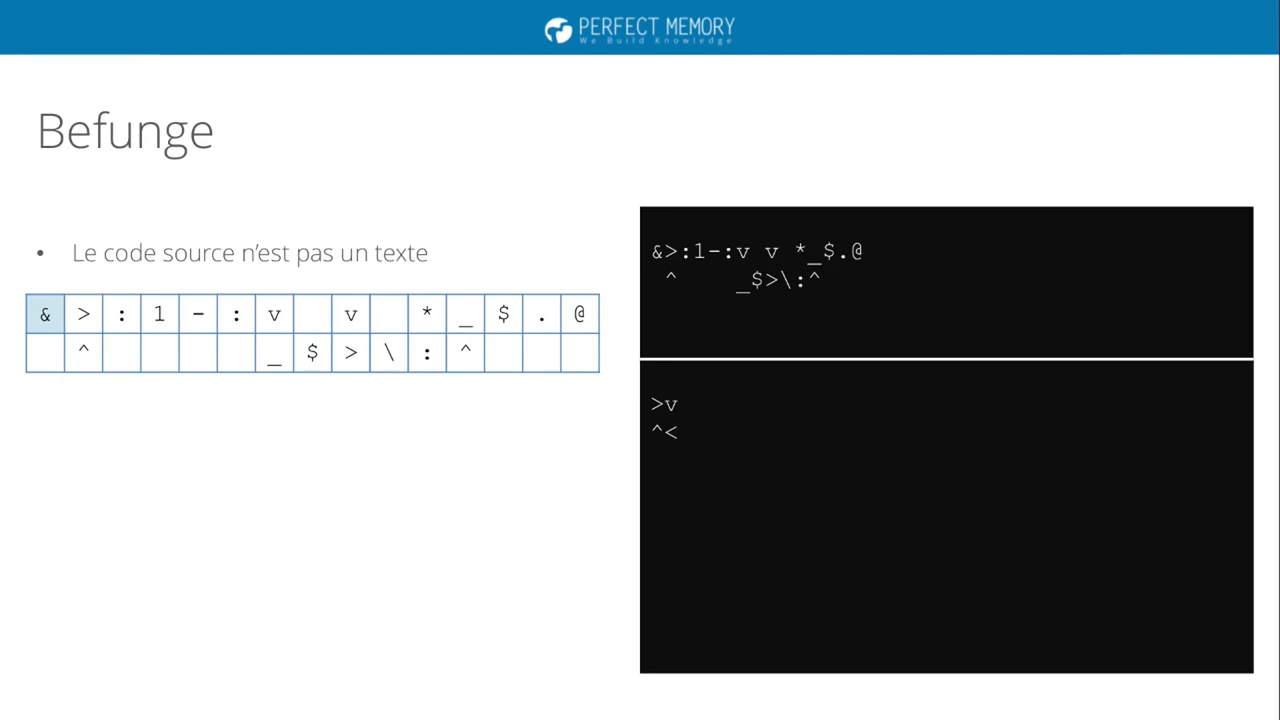 PERFECT MEMORY
We Build Knowledge
Befunge
• Le code source n’est pas un texte
& > : 1 - : v   v   * _ $ . @
  ^         _ $ > \ : ^
&>:1-:v v *_$.@
 ^    _$>\:^
>v
^<